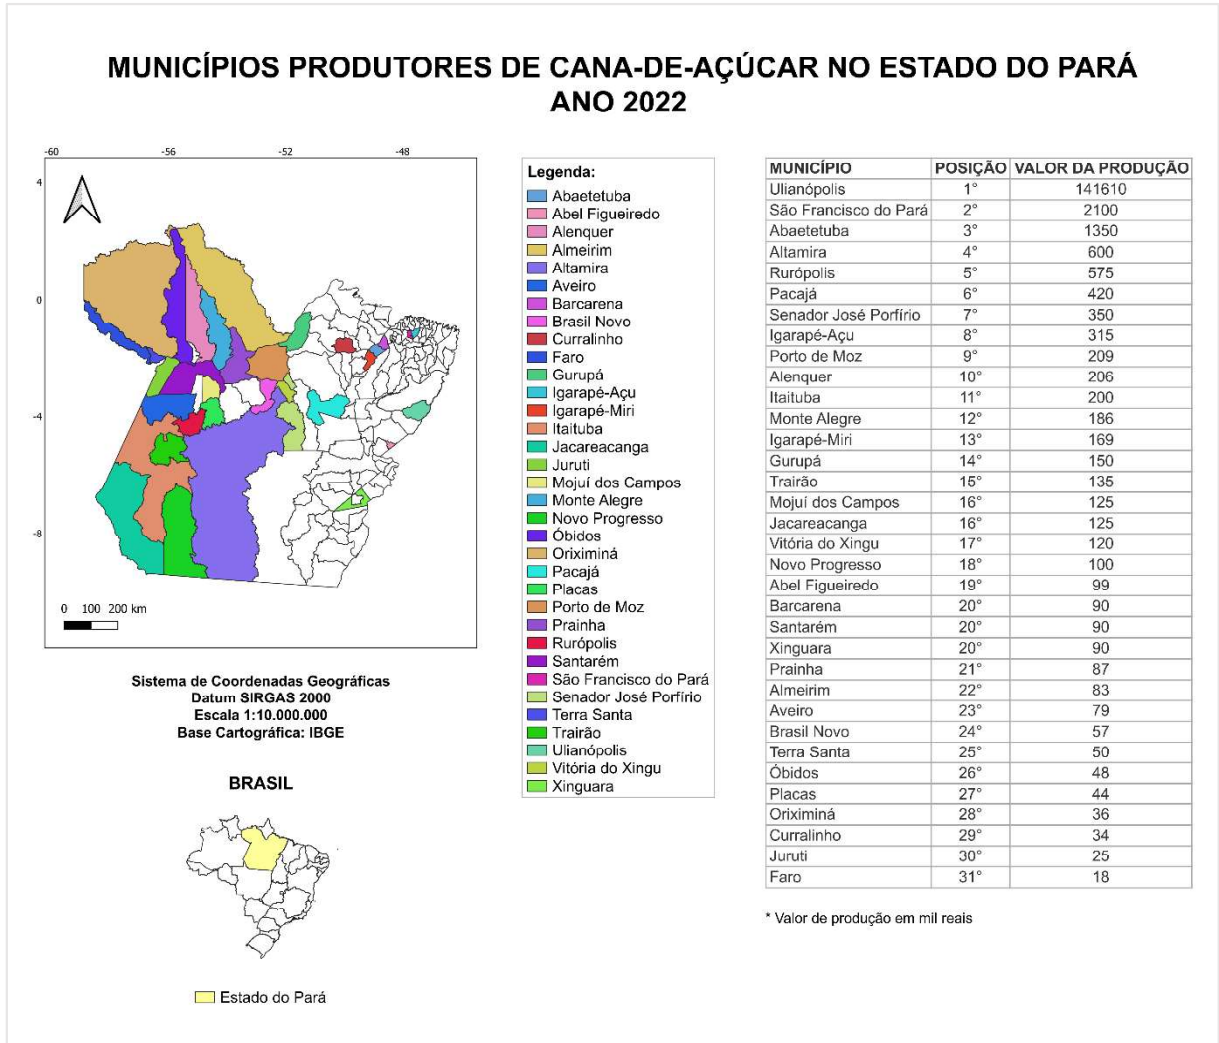 MUNICÍPIOS PRODUTORES DE CANA-DE-AÇÚCAR NO ESTADO DO PARÁ
ANO 2022
-60 -56 -52 -48
4
0
-4
-8
0 100 200 km
Sistema de Coordenadas Geográficas
Datum SIRGAS 2000
Escala 1:10.000.000
Base Cartográfica: IBGE
BRASIL
Estado do Pará
Legenda:
Abaetetuba
Abel Figueiredo
Alenquer
Almeirim
Altamira
Aveiro
Barcarena
Brasil Novo
Curralinho
Faro
Gurupá
Igarapé-Açu
Igarapé-Miri
Itaituba
Jacareacanga
Juruti
Mojuí dos Campos
Monte Alegre
Novo Progresso
Óbidos
Oriximiná
Pacajá
Placas
Porto de Moz
Prainha
Rurópolis
Santarém
São Francisco do Pará
Senador José Porfírio
Terra Santa
Trairão
Ulianópolis
Vitória do Xingu
Xinguara
MUNICÍPIO POSIÇÃO VALOR DA PRODUÇÃO
Ulianópolis 1° 141610
São Francisco do Pará 2° 2100
Abaetetuba 3° 1350
Altamira 4° 600
Rurópolis 5° 575
Pacajá 6° 420
Senador José Porfírio 7° 350
Igarapé-Açu 8° 315
Porto de Moz 9° 209
Alenquer 10° 206
Itaituba 11° 200
Monte Alegre 12° 186
Igarapé-Miri 13° 169
Gurupá 14° 150
Trairão 15° 135
Mojuí dos Campos 16° 125
Jacareacanga 16° 125
Vitória do Xingu 17° 120
Novo Progresso 18° 100
Abel Figueiredo 19° 99
Barcarena 20° 90
Santarém 20° 90
Xinguara 20° 90
Prainha 21° 87
Almeirim 22° 83
Aveiro 23° 79
Brasil Novo 24° 57
Terra Santa 25° 50
Óbidos 26° 48
Placas 27° 44
Oriximiná 28° 36
Curralinho 29° 34
Juruti 30° 25
Faro 31° 18
* Valor de produção em mil reais